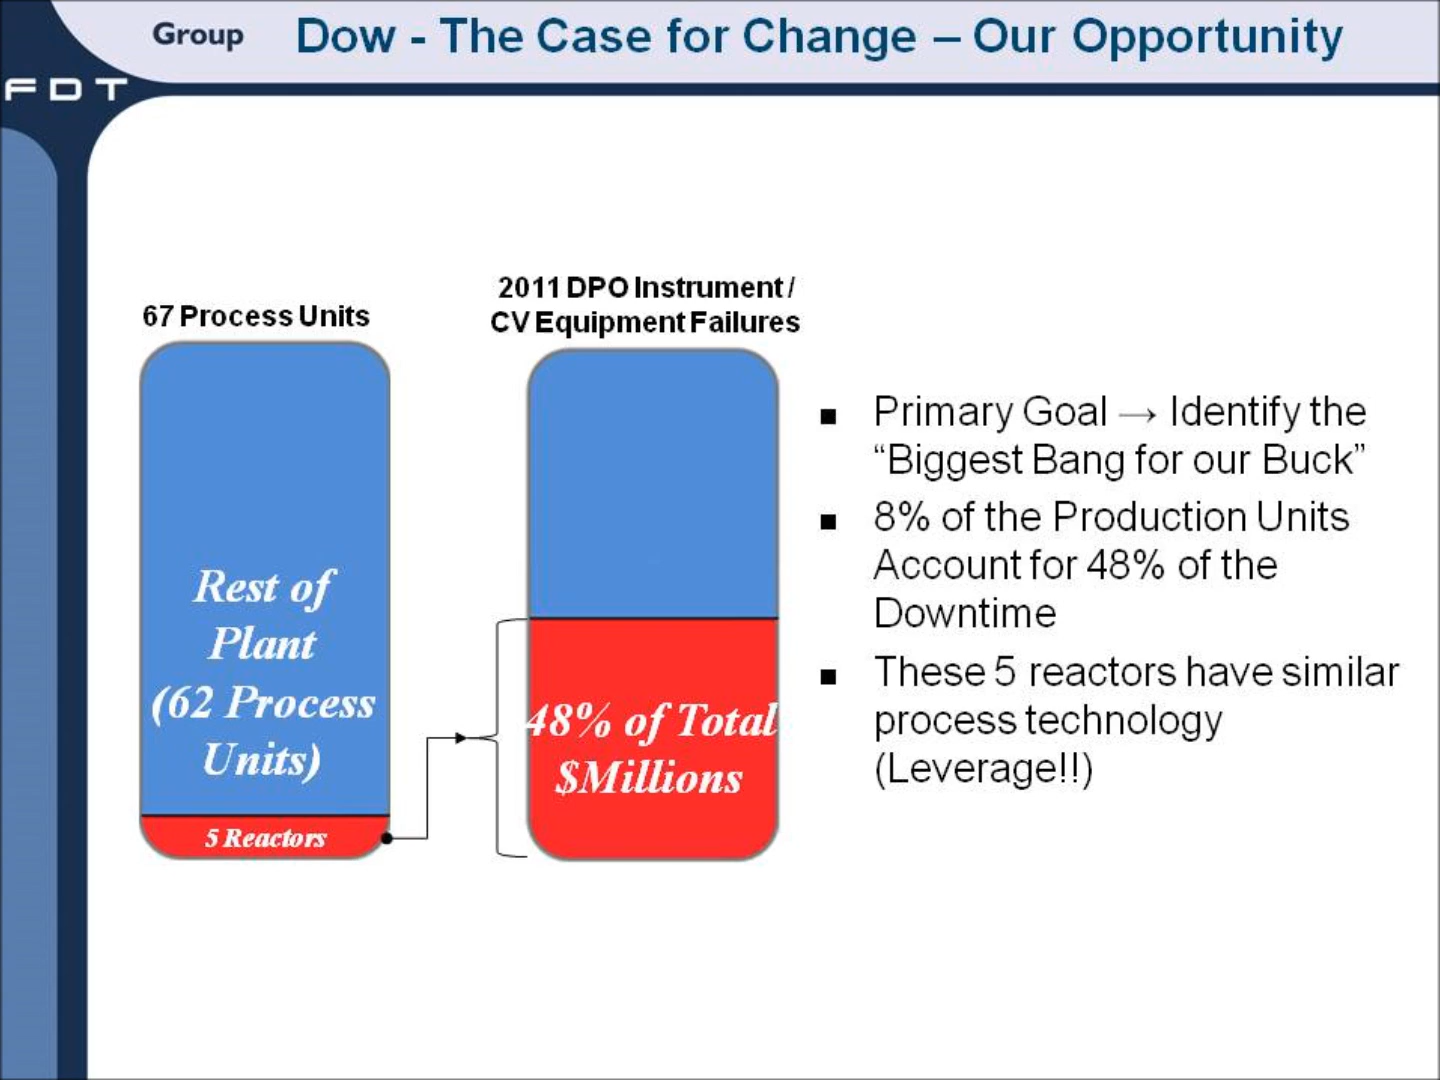 Group
Dow - The Case for Change – Our Opportunity
FDT
67 Process Units
2011 DPO Instrument /
CV Equipment Failures
Rest of
Plant
(62 Process
Units)
5 Reactors
48% of Total
$Millions
■ Primary Goal → Identify the
“Biggest Bang for our Buck”
■ 8% of the Production Units
Account for 48% of the
Downtime
■ These 5 reactors have similar
process technology
(Leverage!!)